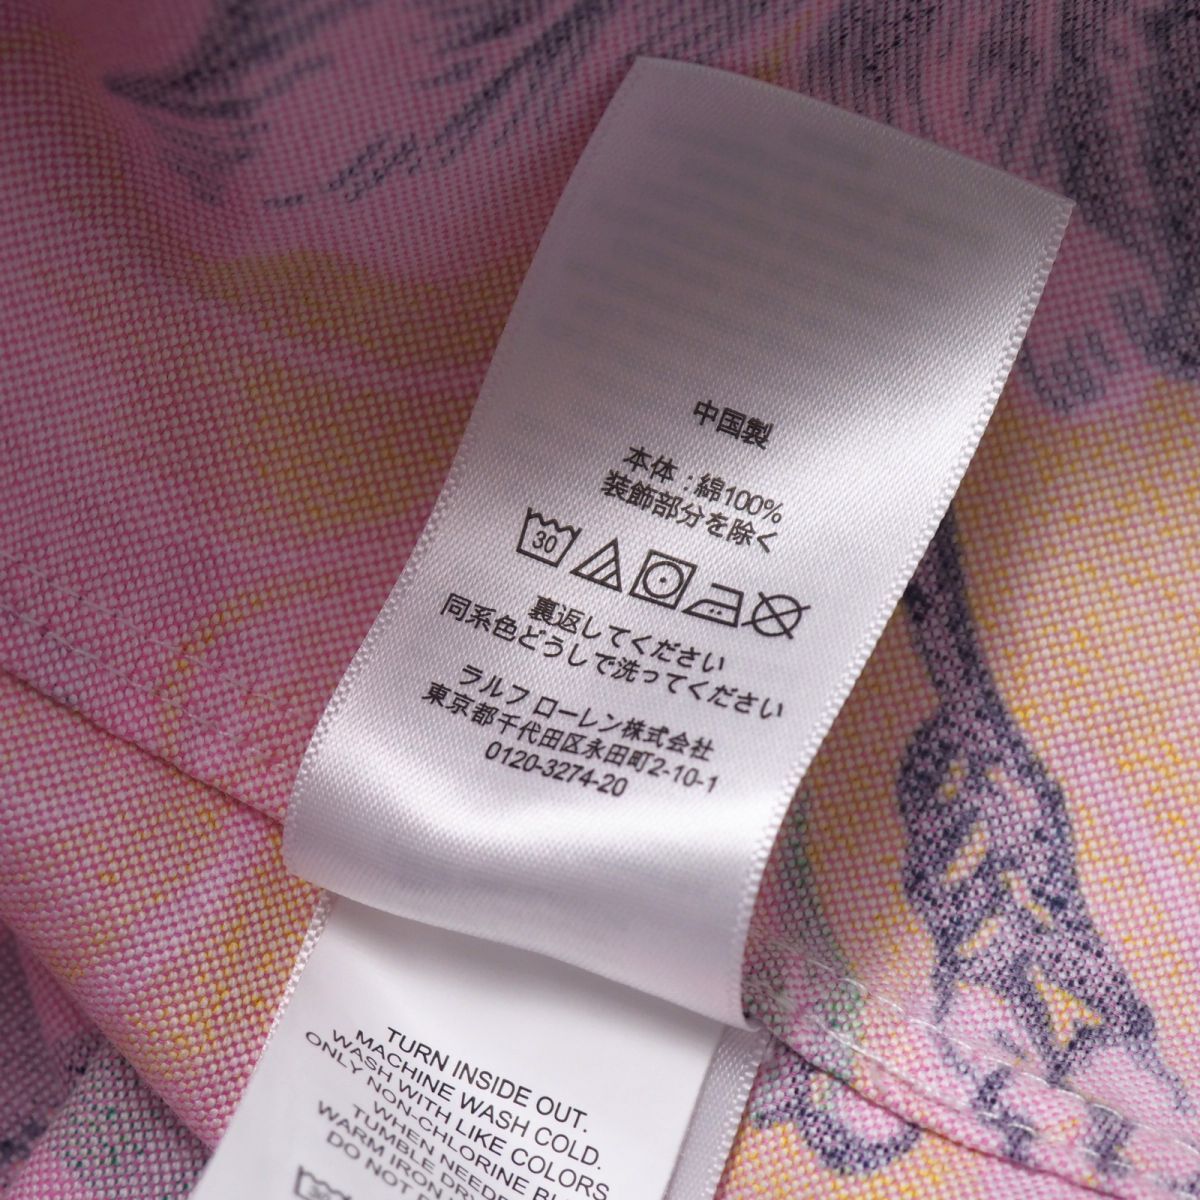 中国製
本体：綿100%
装飾部分を除く
30
裏返してください
同系色どうしで洗ってください
ラルフ ローレン株式会社
東京都千代田区永田町2-10-1
0120-3274-20
TURN INSIDE OUT.
MACHINE WASH COLD.
WASH WITH LIKE COLORS
ONLY NON-CHLORINE
WHEN NEEDED
TUMBLE DRY
WARM IRON
DO NOT